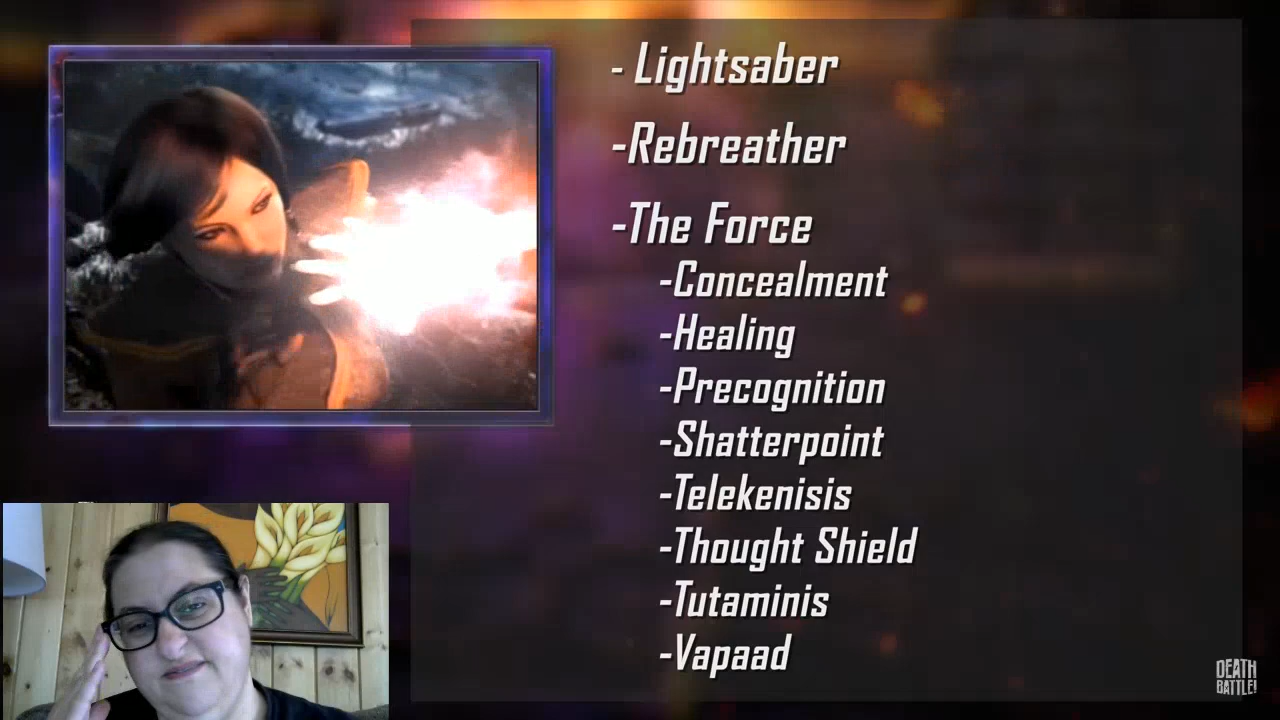 - Lightsaber
-Rebreather
-The Force
-Concealment
-Healing
-Precognition
-Shatterpoint
-Telekenisis
-Thought Shield
-Tutaminis
-Vapaad
DEATH
BATTLE!